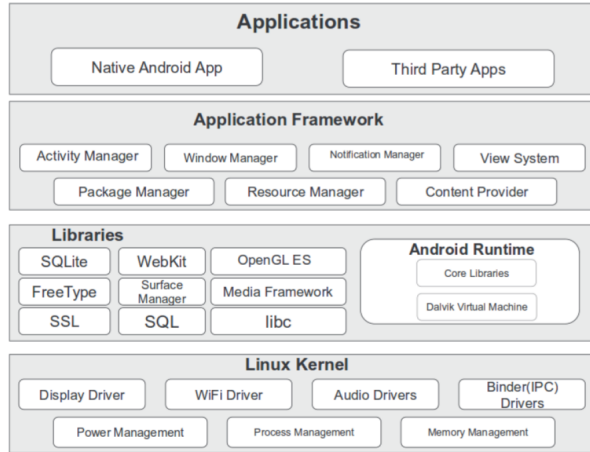 Applications
Native Android App
Third Party Apps
Application Framework
Activity Manager
Window Manager
Notification Manager
View System
Package Manager
Resource Manager
Content Provider
Libraries
SQLite
WebKit
OpenGL ES
FreeType
Surface
Manager
Media Framework
SSL
SQL
libc
Android Runtime
Core Libraries
Dalvik Virtual Machine
Linux Kernel
Display Driver
WiFi Driver
Audio Drivers
Binder(IPC)
Drivers
Power Management
Process Management
Memory Management